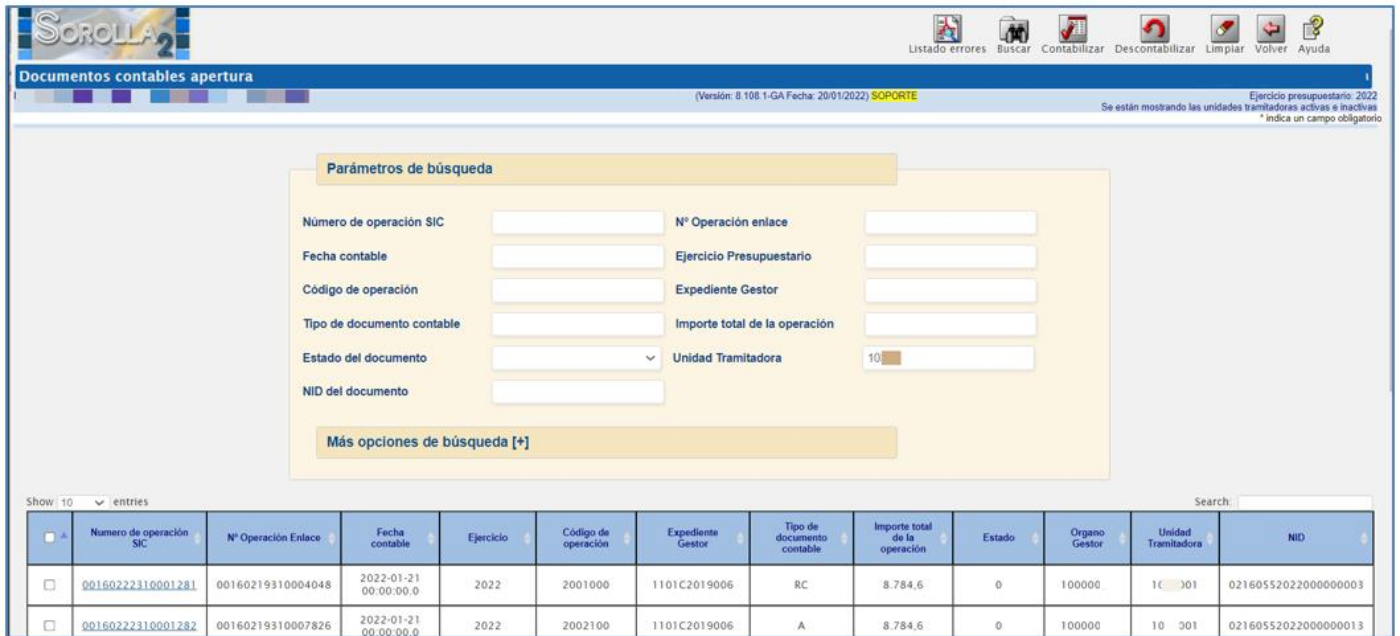 SOROLLA2
Listado errores Buscar Contabilizar Descontabilizar Limpiar Volver Ayuda
Documentos contables apertura
(Versión: 8.108.1-GA Fecha: 20/01/2022) SOPORTE
Ejercicio presupuestario: 2022
Se están mostrando las unidades tramitadoras activas e inactivas
* indica un campo obligatorio
Parámetros de búsqueda
Número de operación SIC Nº Operación enlace
Fecha contable Ejercicio Presupuestario
Código de operación Expediente Gestor
Tipo de documento contable Importe total de la operación
Estado del documento Unidad Tramitadora 10
NID del documento
Más opciones de búsqueda [+]
Show 10 entries Search:
Numero de operación SIC Nº Operación Enlace Fecha contable Ejercicio Código de operación Expediente Gestor Tipo de documento contable Importe total de la operación Estado Organo Gestor Unidad Tramitadora NID
00160222310001281 00160219310004048 2022-01-21 00:00:00.0 2022 2001000 1101C2019006 RC 8.784,6 0 100000 02160552022000000003
00160222310001282 00160219310007826 2022-01-21 00:00:00.0 2022 2002100 1101C2019006 A 8.784,6 0 100000 10 001 02160552022000000013